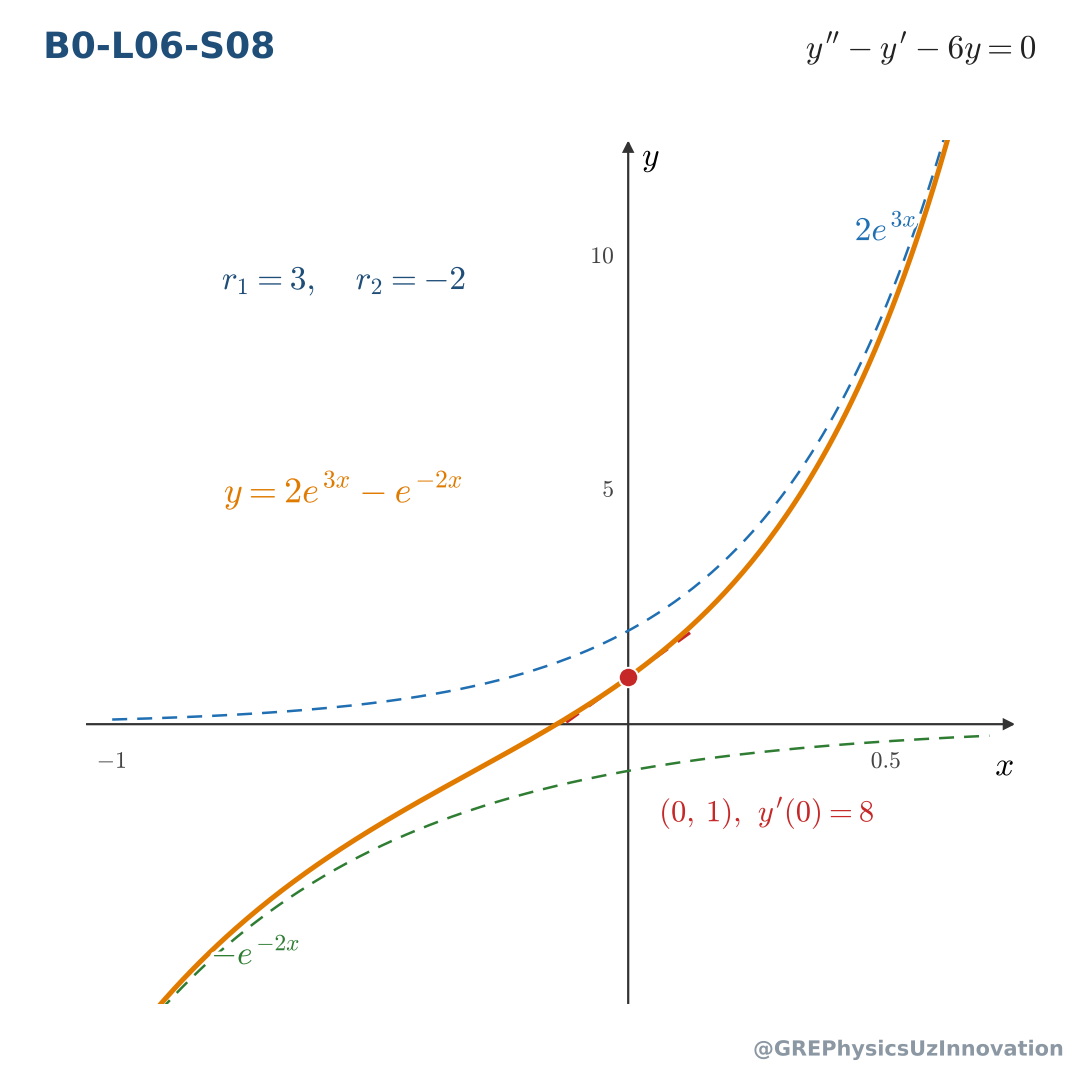 B0-L06-S08
y'' − y' − 6y = 0
y
2e^{3x}
10
r₁ = 3, r₂ = −2
y = 2e^{3x} − e^{−2x}
5
−1
0.5
x
(0, 1), y'(0) = 8
−e^{−2x}
@GREPhysicsUzInnovation